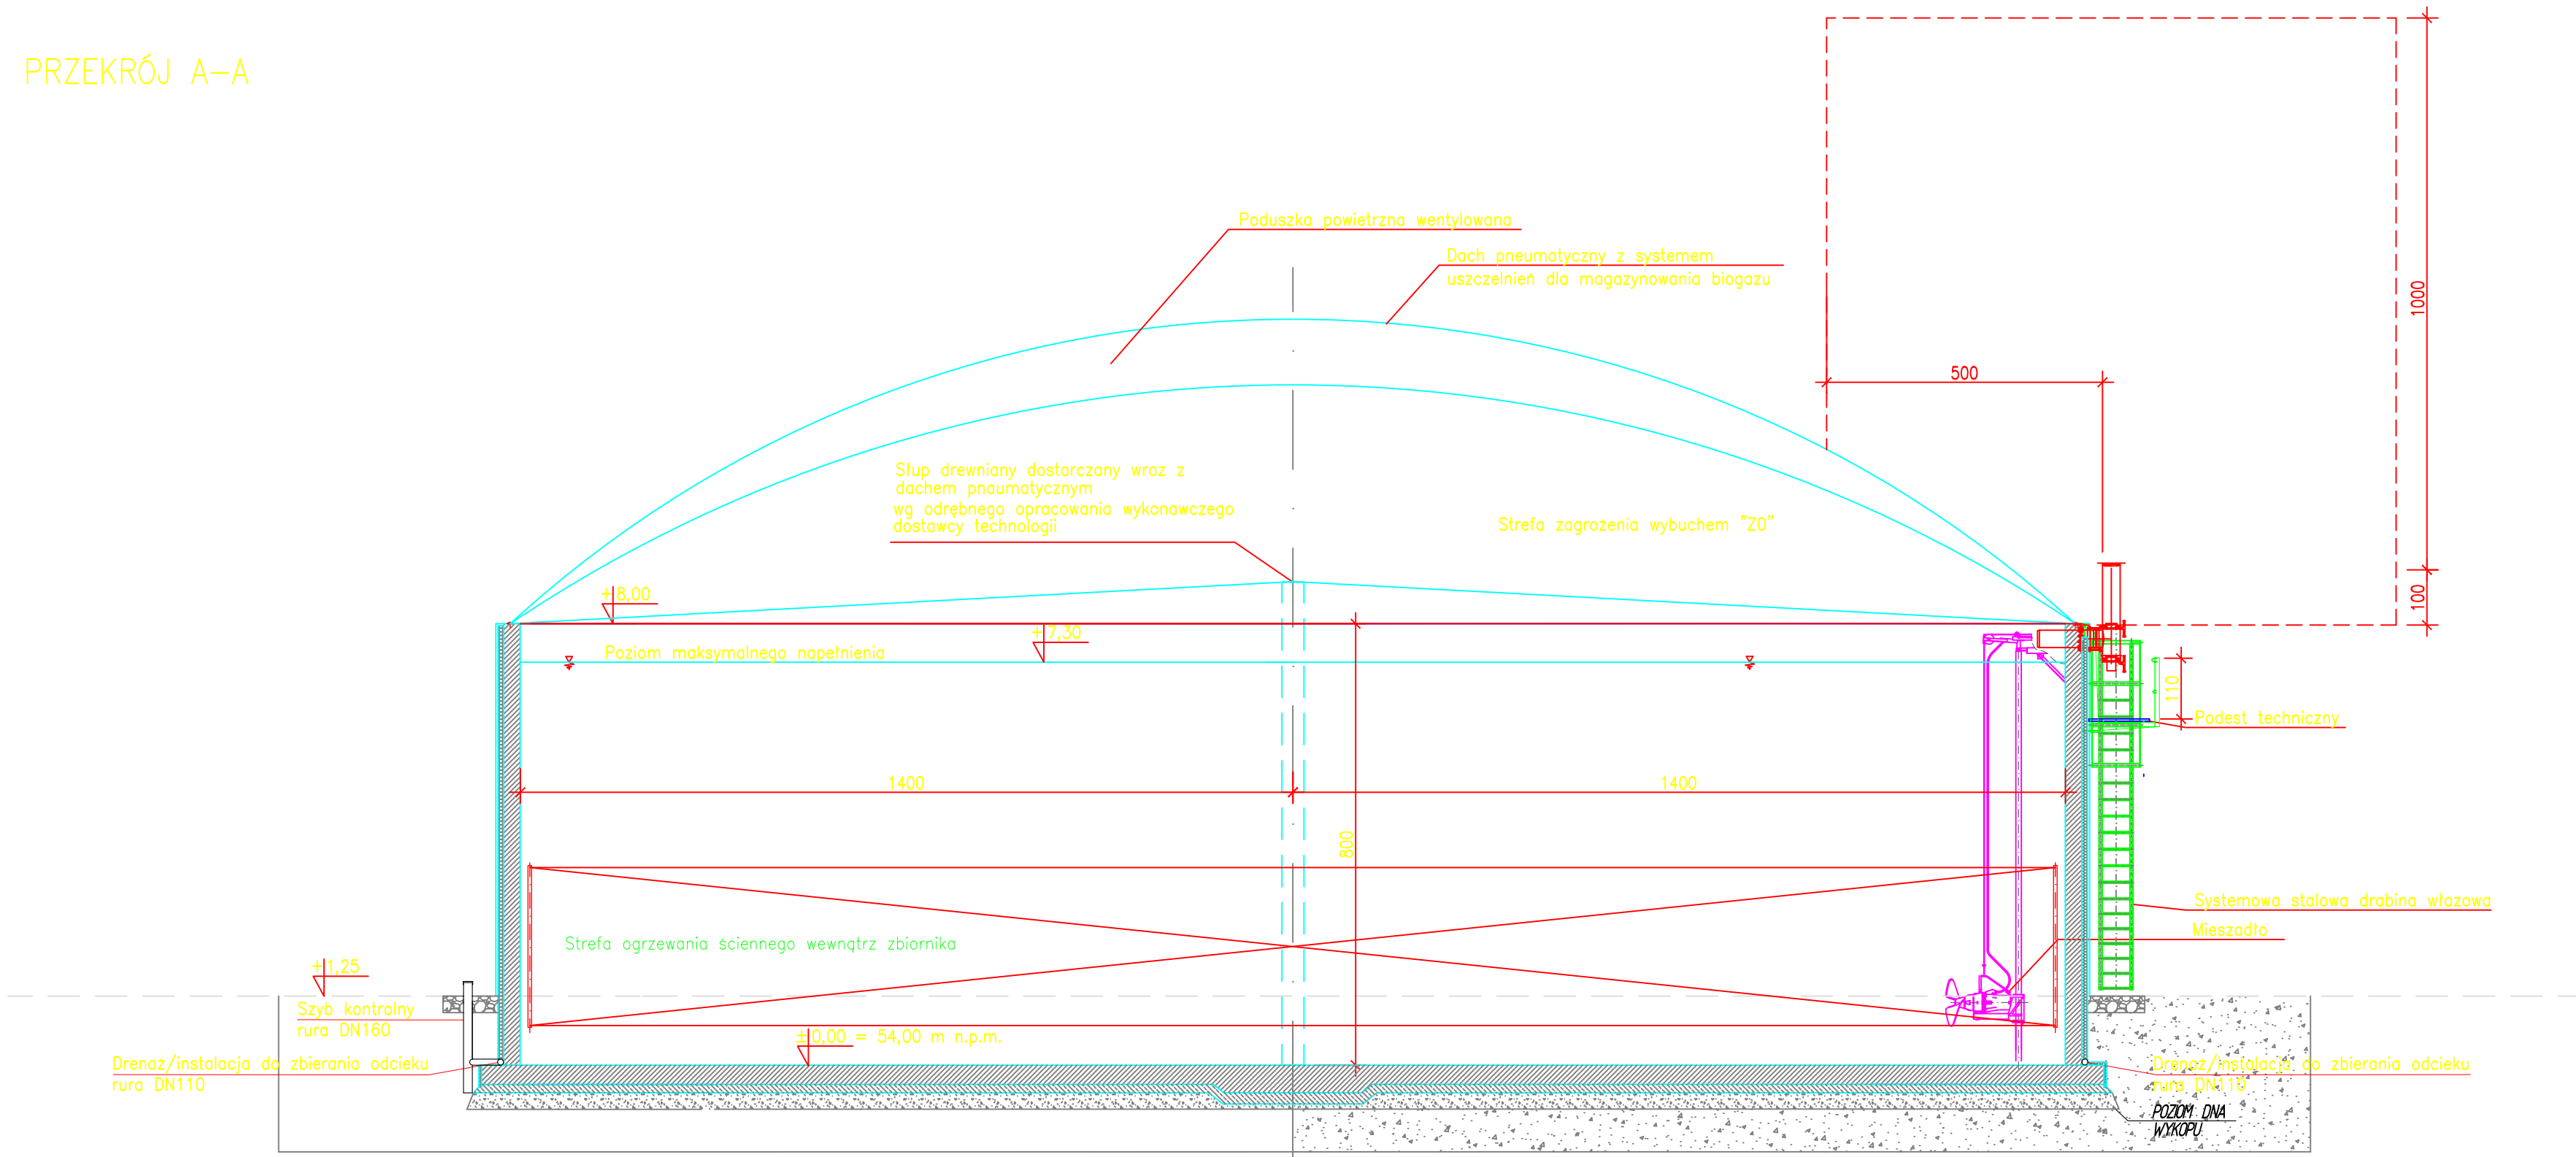 PRZEKRÓJ A-A
1000
Poduszka powietrzna wentylowana
Dach pneumatyczny z systemem
uszczelnień dla magazynowania biogazu
500
Słup drewniany dostarczany wraz z
dachem pnaumatycznym
wg odrębnego opracowania wykonawczego
dostowcy technologii
Strefa zagrożenia wybuchem "Z0"
100
+8,00
+7,30
Poziom maksymalnego napełnienia
110
Podest techniczny
1400
1400
800
Systemowa stalowa drabina włazowa
Mieszadło
Strefa ogrzewania ściennego wewnątrz zbiornika
+1,25
Szyb kontrolny
rura DN160
±0,00 = 54,00 m n.p.m.
Drenaż/instalacja do zbierania odcieku
rura DN110
Drenaż/instalacja do zbierania odcieku
rura DN110
POZIOM DNA
WYKOPU